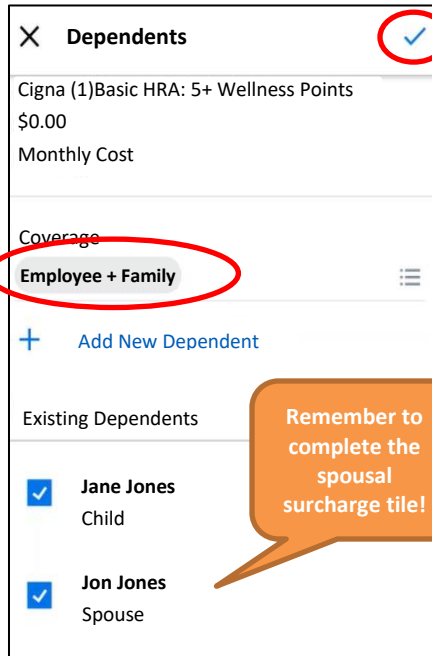 Dependents
Cigna (1)Basic HRA: 5+ Wellness Points
$0.00
Monthly Cost
Coverage
Employee + Family
Add New Dependent
Existing Dependents
Remember to
complete the
spousal
surcharge tile!
Jane Jones
Child
Jon Jones
Spouse